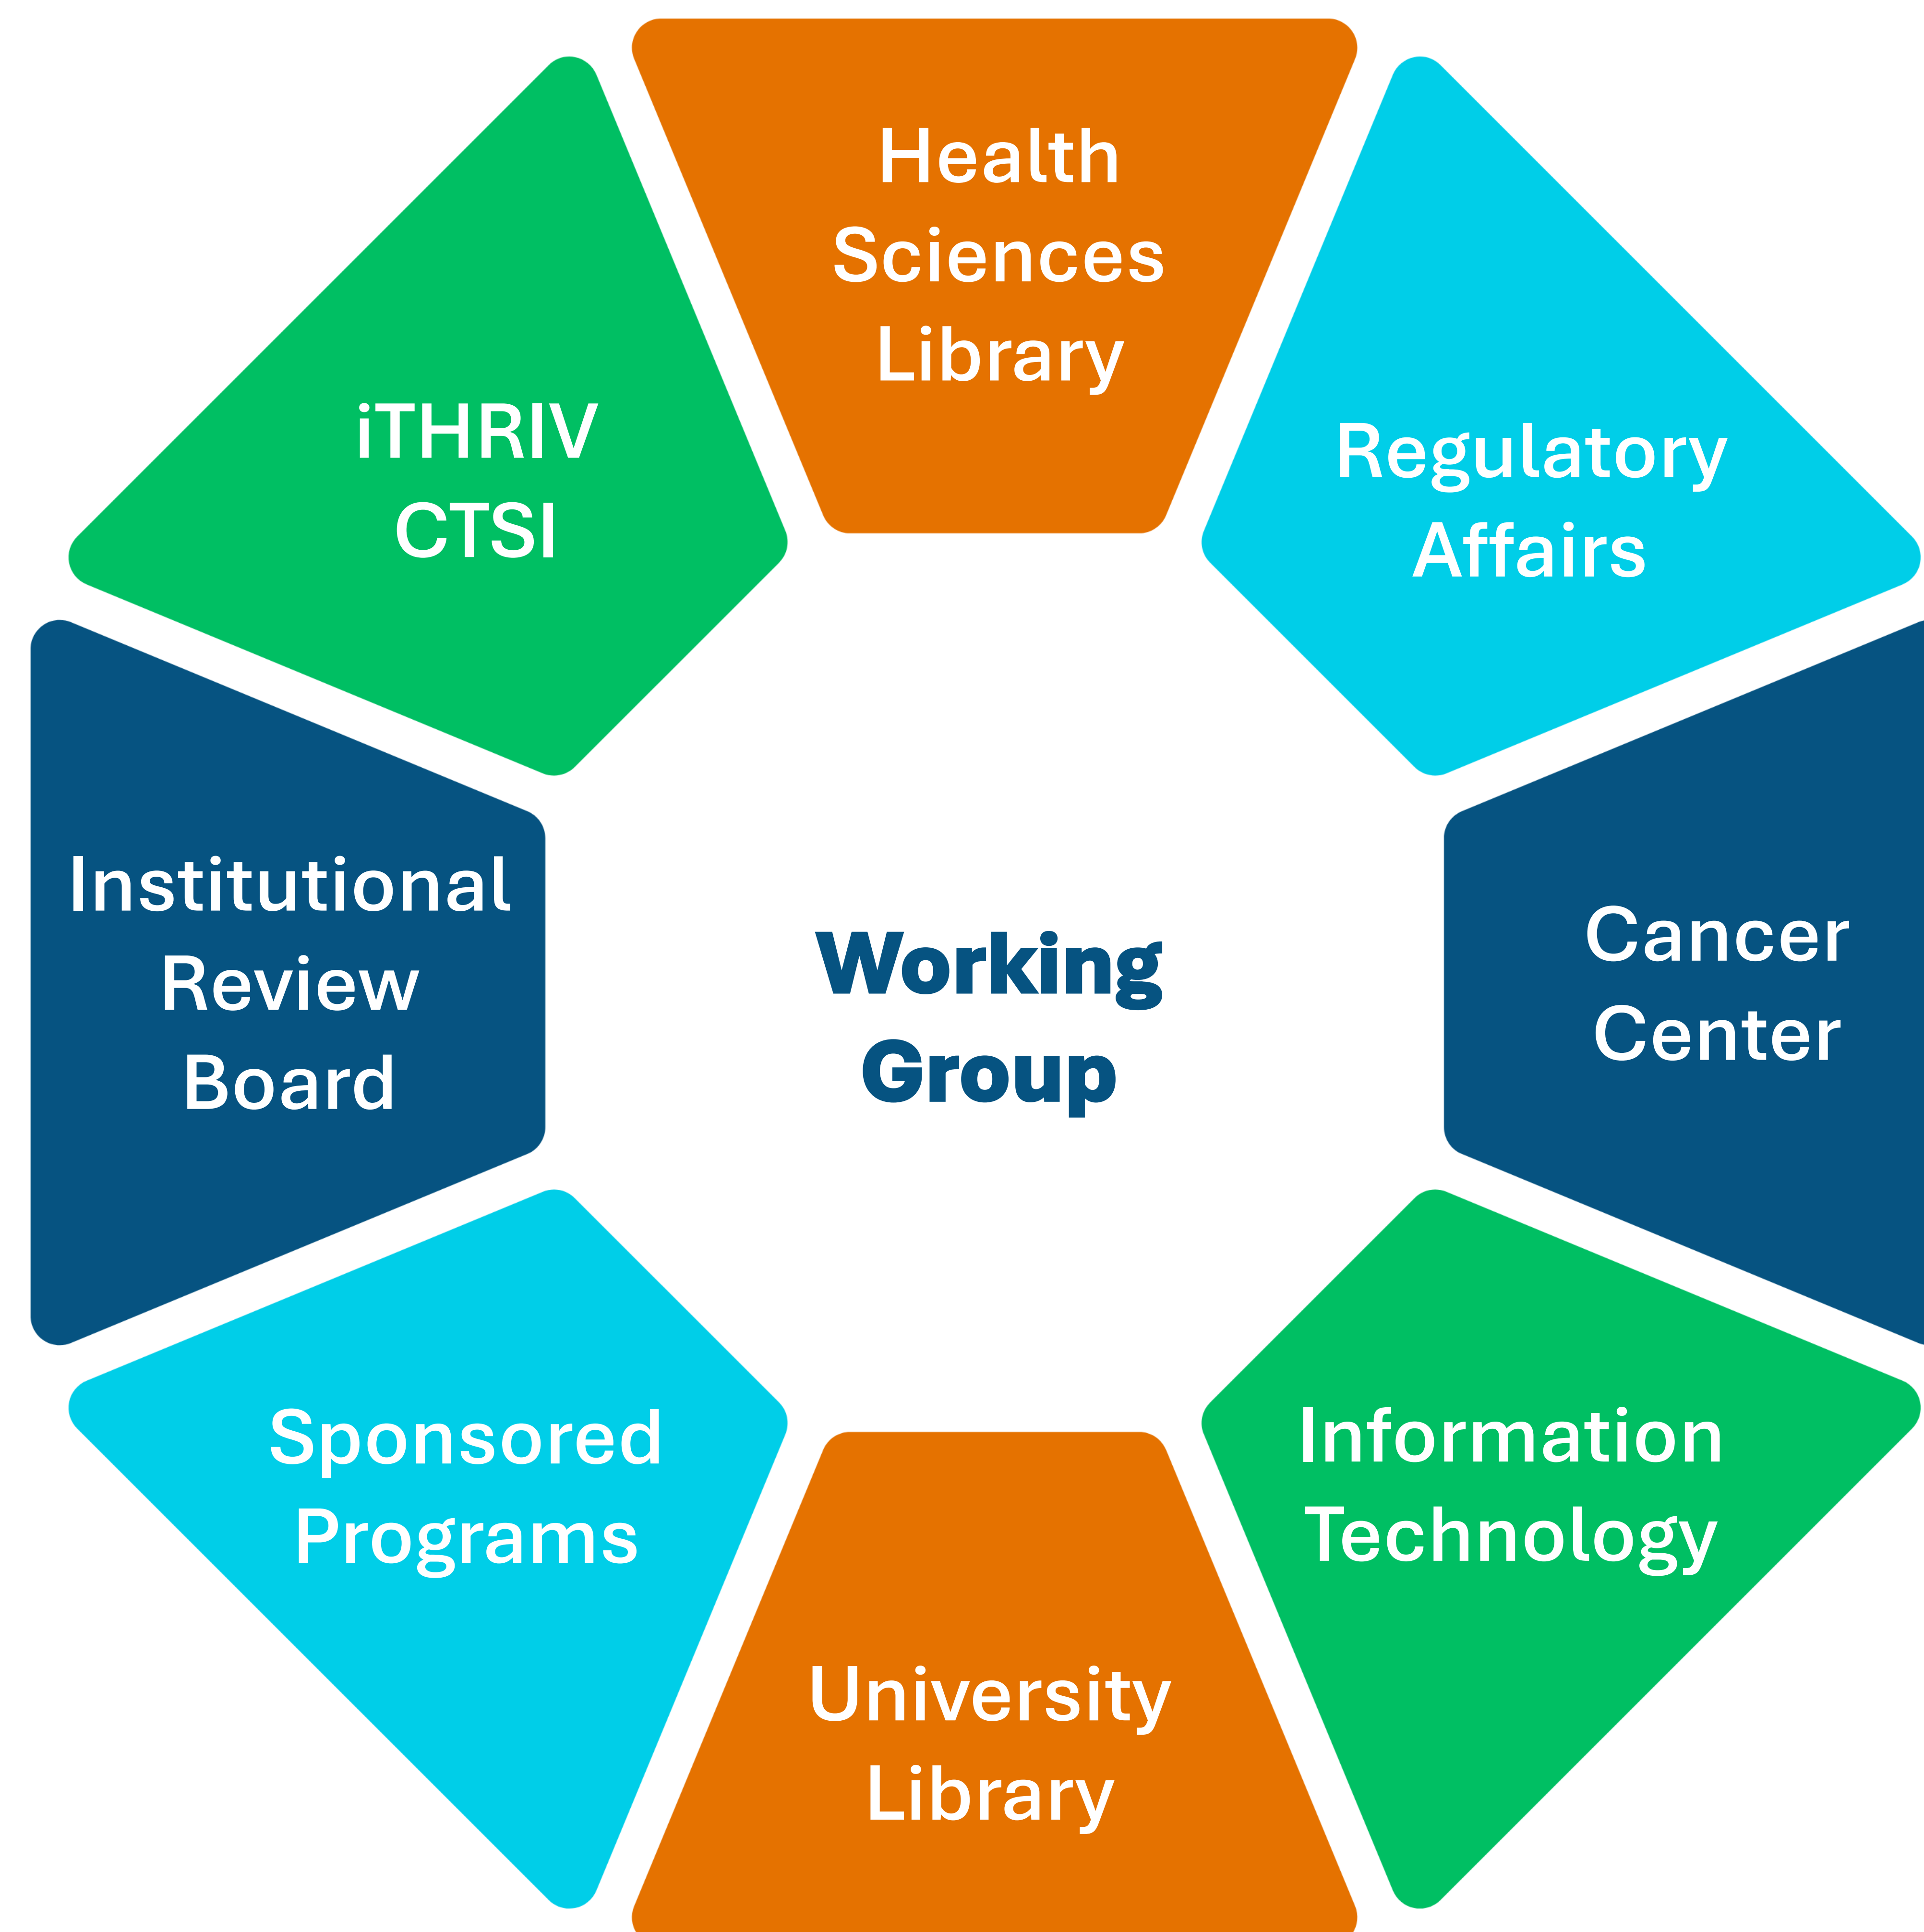 Health
Sciences
Library
Regulatory
Affairs
Cancer
Center
Information
Technology
University
Library
Sponsored
Programs
Institutional
Review
Board
iTHRIV
CTSI
Working
Group